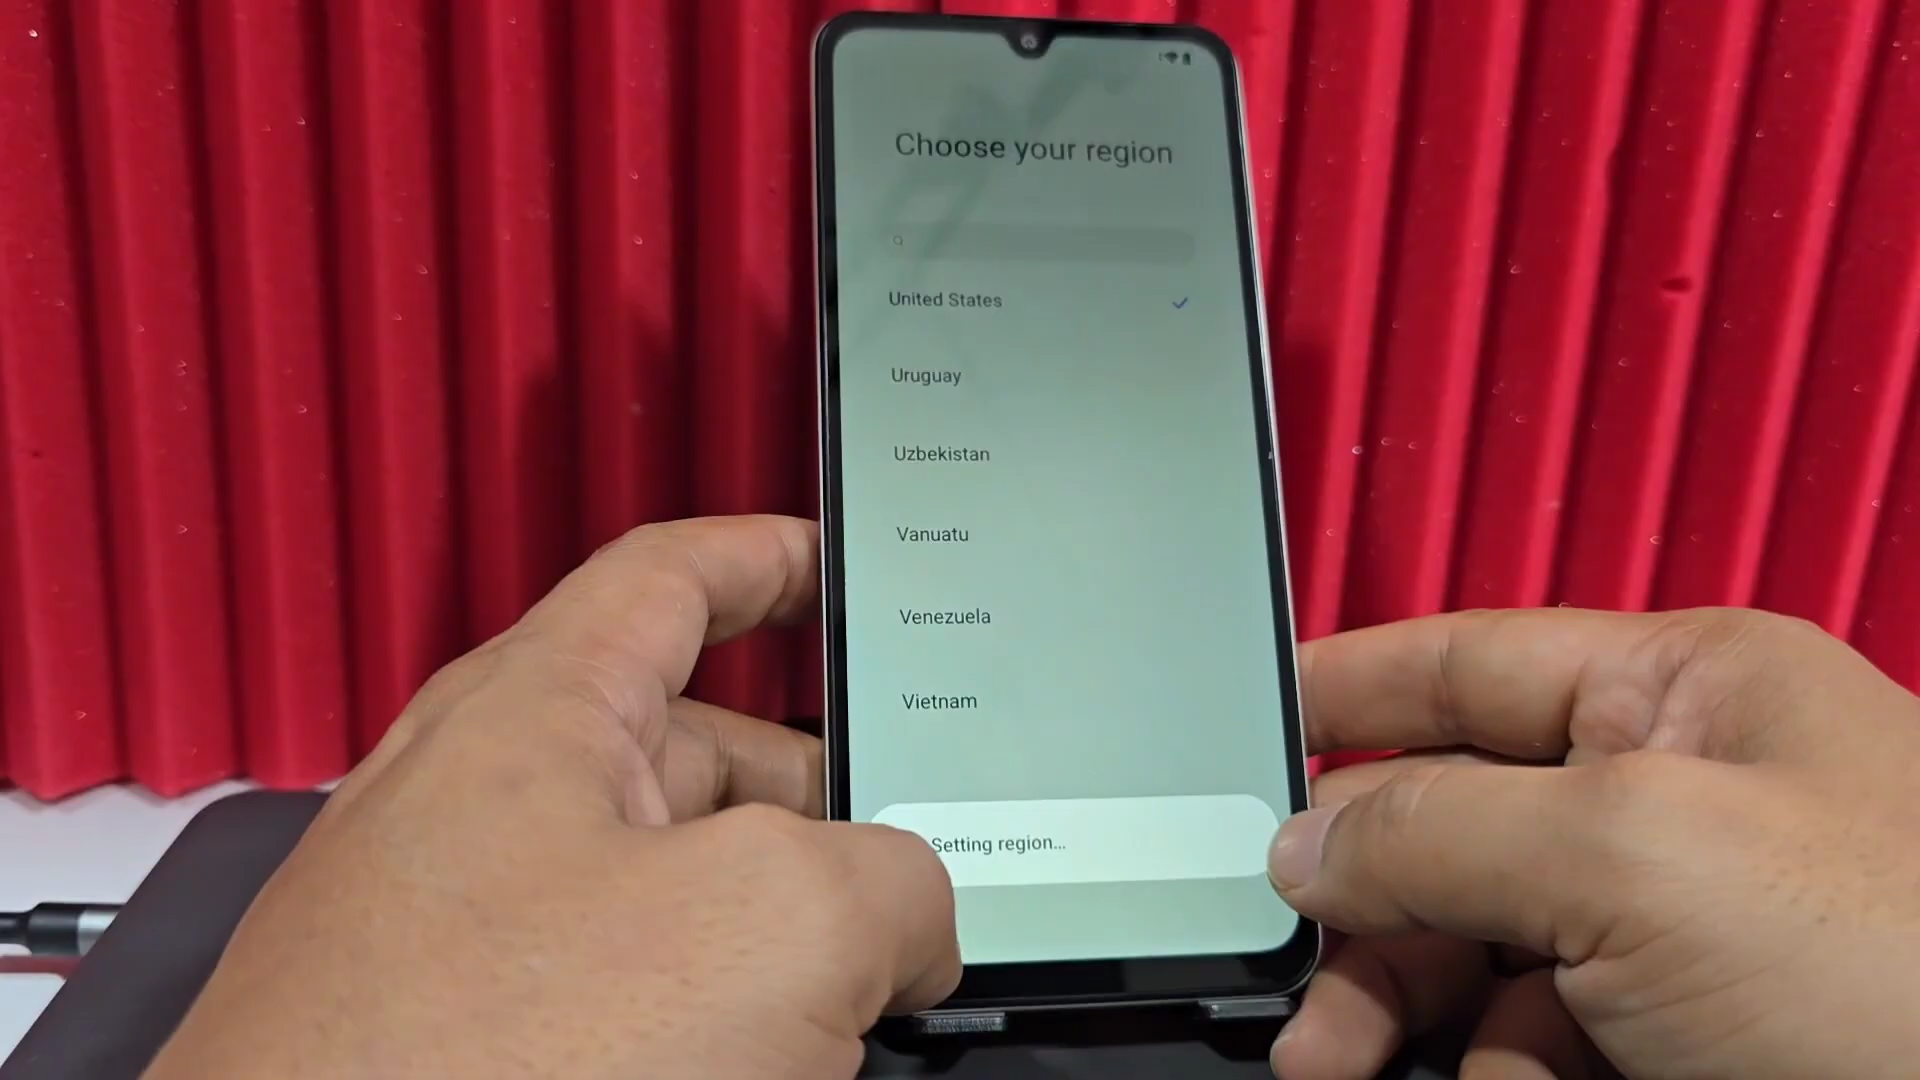 Choose your region
United States
Uruguay
Uzbekistan
Vanuatu
Venezuela
Vietnam
Setting region...